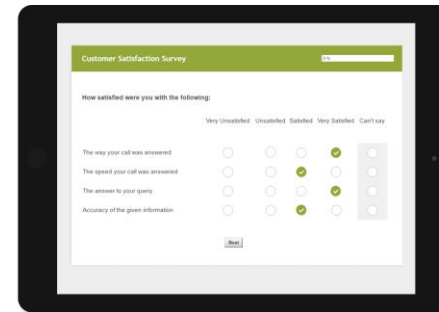 Customer Satisfaction Survey
0%
How satisfied were you with the following:
Very Unsatisfied Unsatisfied Satisfied Very Satisfied Can't say
The way your call was answered
The speed your call was answered
The answer to your query
Accuracy of the given information
Next